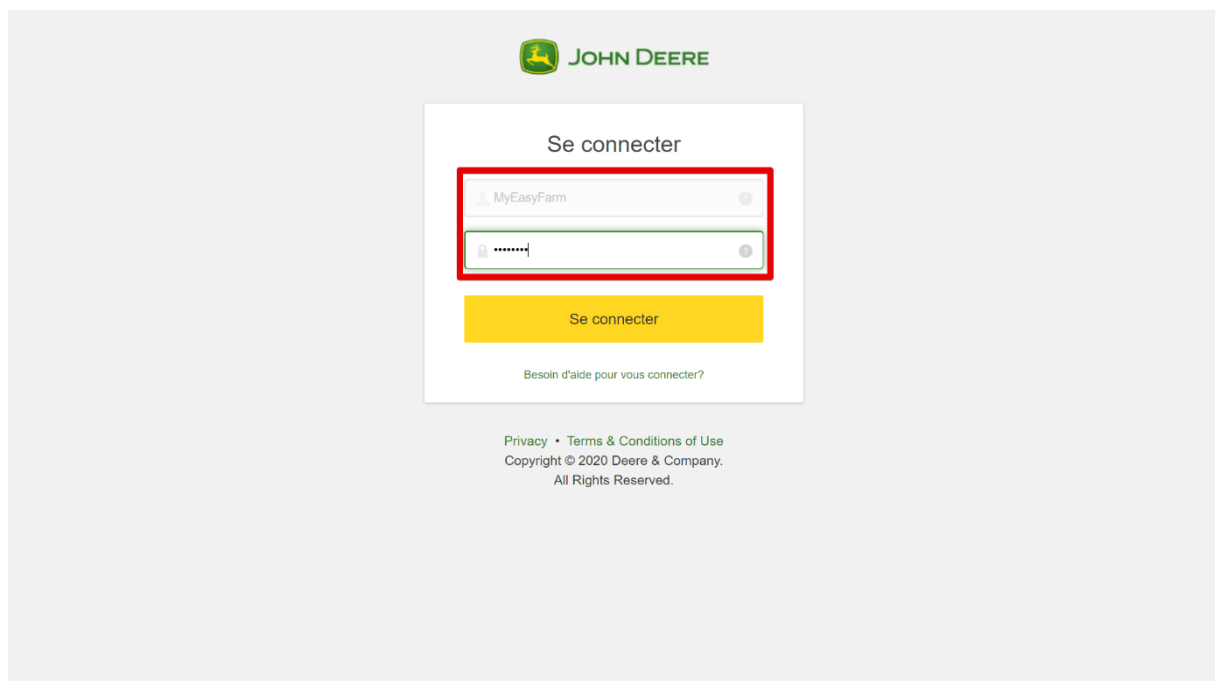 JOHN DEERE
Se connecter
MyEasyFarm
?
••••••••
?
Se connecter
Besoin d'aide pour vous connecter?
Privacy • Terms & Conditions of Use
Copyright © 2020 Deere & Company.
All Rights Reserved.